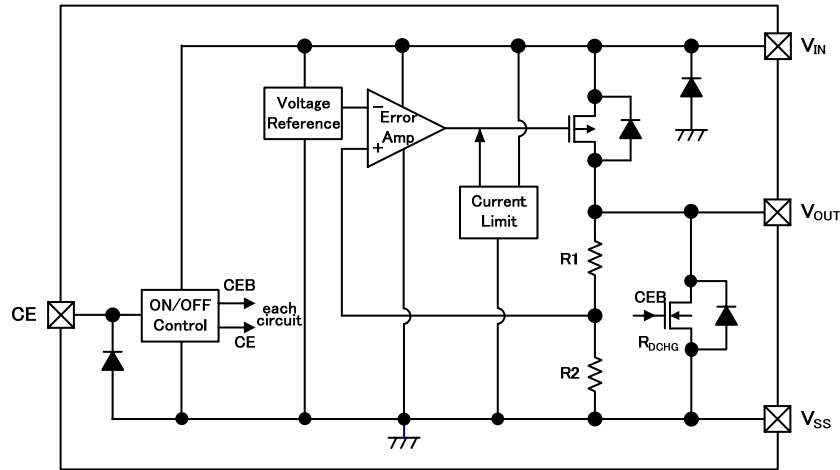 V_IN
Voltage
Reference
−
+
Error
Amp
Current
Limit
V_OUT
R1
CE
ON/OFF
Control
CEB
CE
each
circuit
CEB
R_DCHG
R2
V_SS